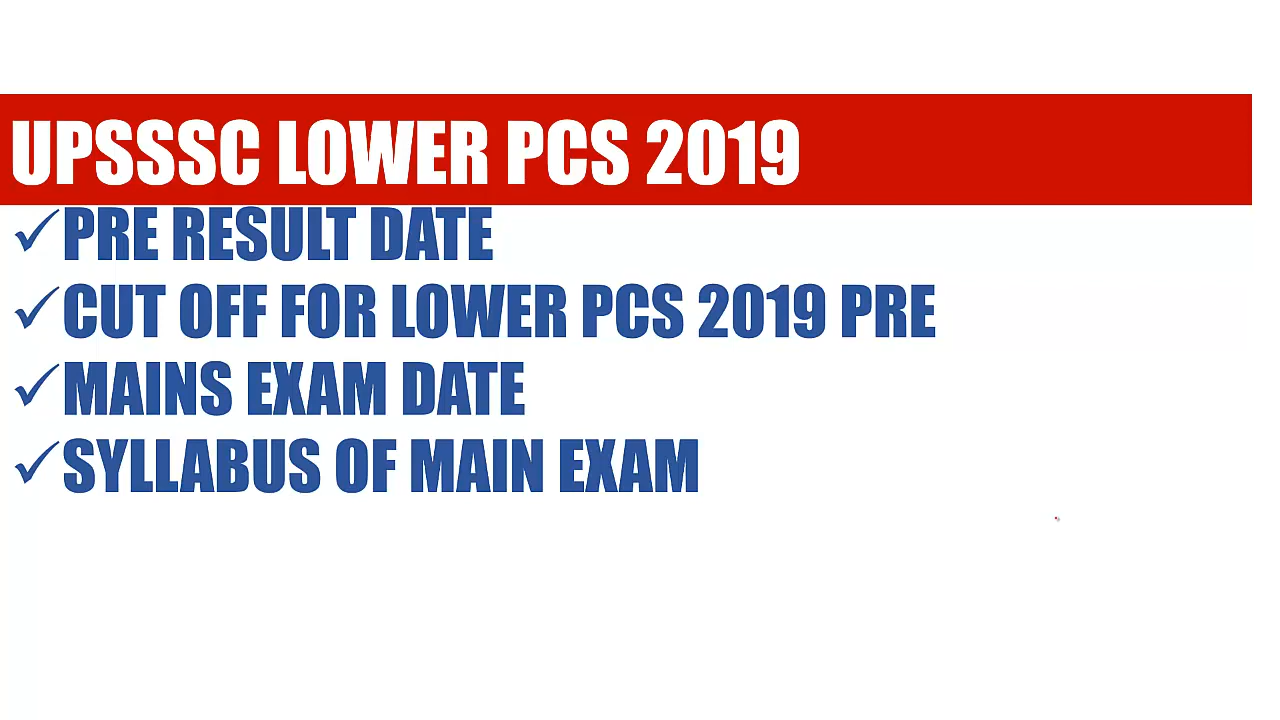 UPSSSC LOWER PCS 2019
✓PRE RESULT DATE
✓CUT OFF FOR LOWER PCS 2019 PRE
✓MAINS EXAM DATE
✓SYLLABUS OF MAIN EXAM